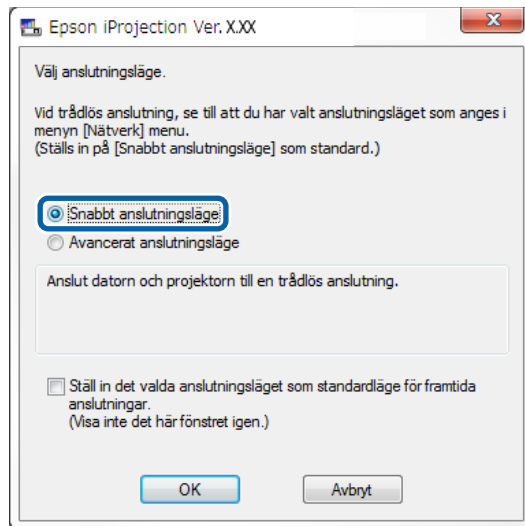 Epson iProjection Ver. X.XX
Välj anslutningsläge.
Vid trådlös anslutning, se till att du har valt anslutningsläget som anges i
menyn [Nätverk] menu.
(Ställs in på [Snabbt anslutningsläge] som standard.)
Snabbt anslutningsläge
Avancerat anslutningsläge
Anslut datorn och projektorn till en trådlös anslutning.
Ställ in det valda anslutningsläget som standardläge för framtida
anslutningar.
(Visa inte det här fönstret igen.)
OK Avbryt